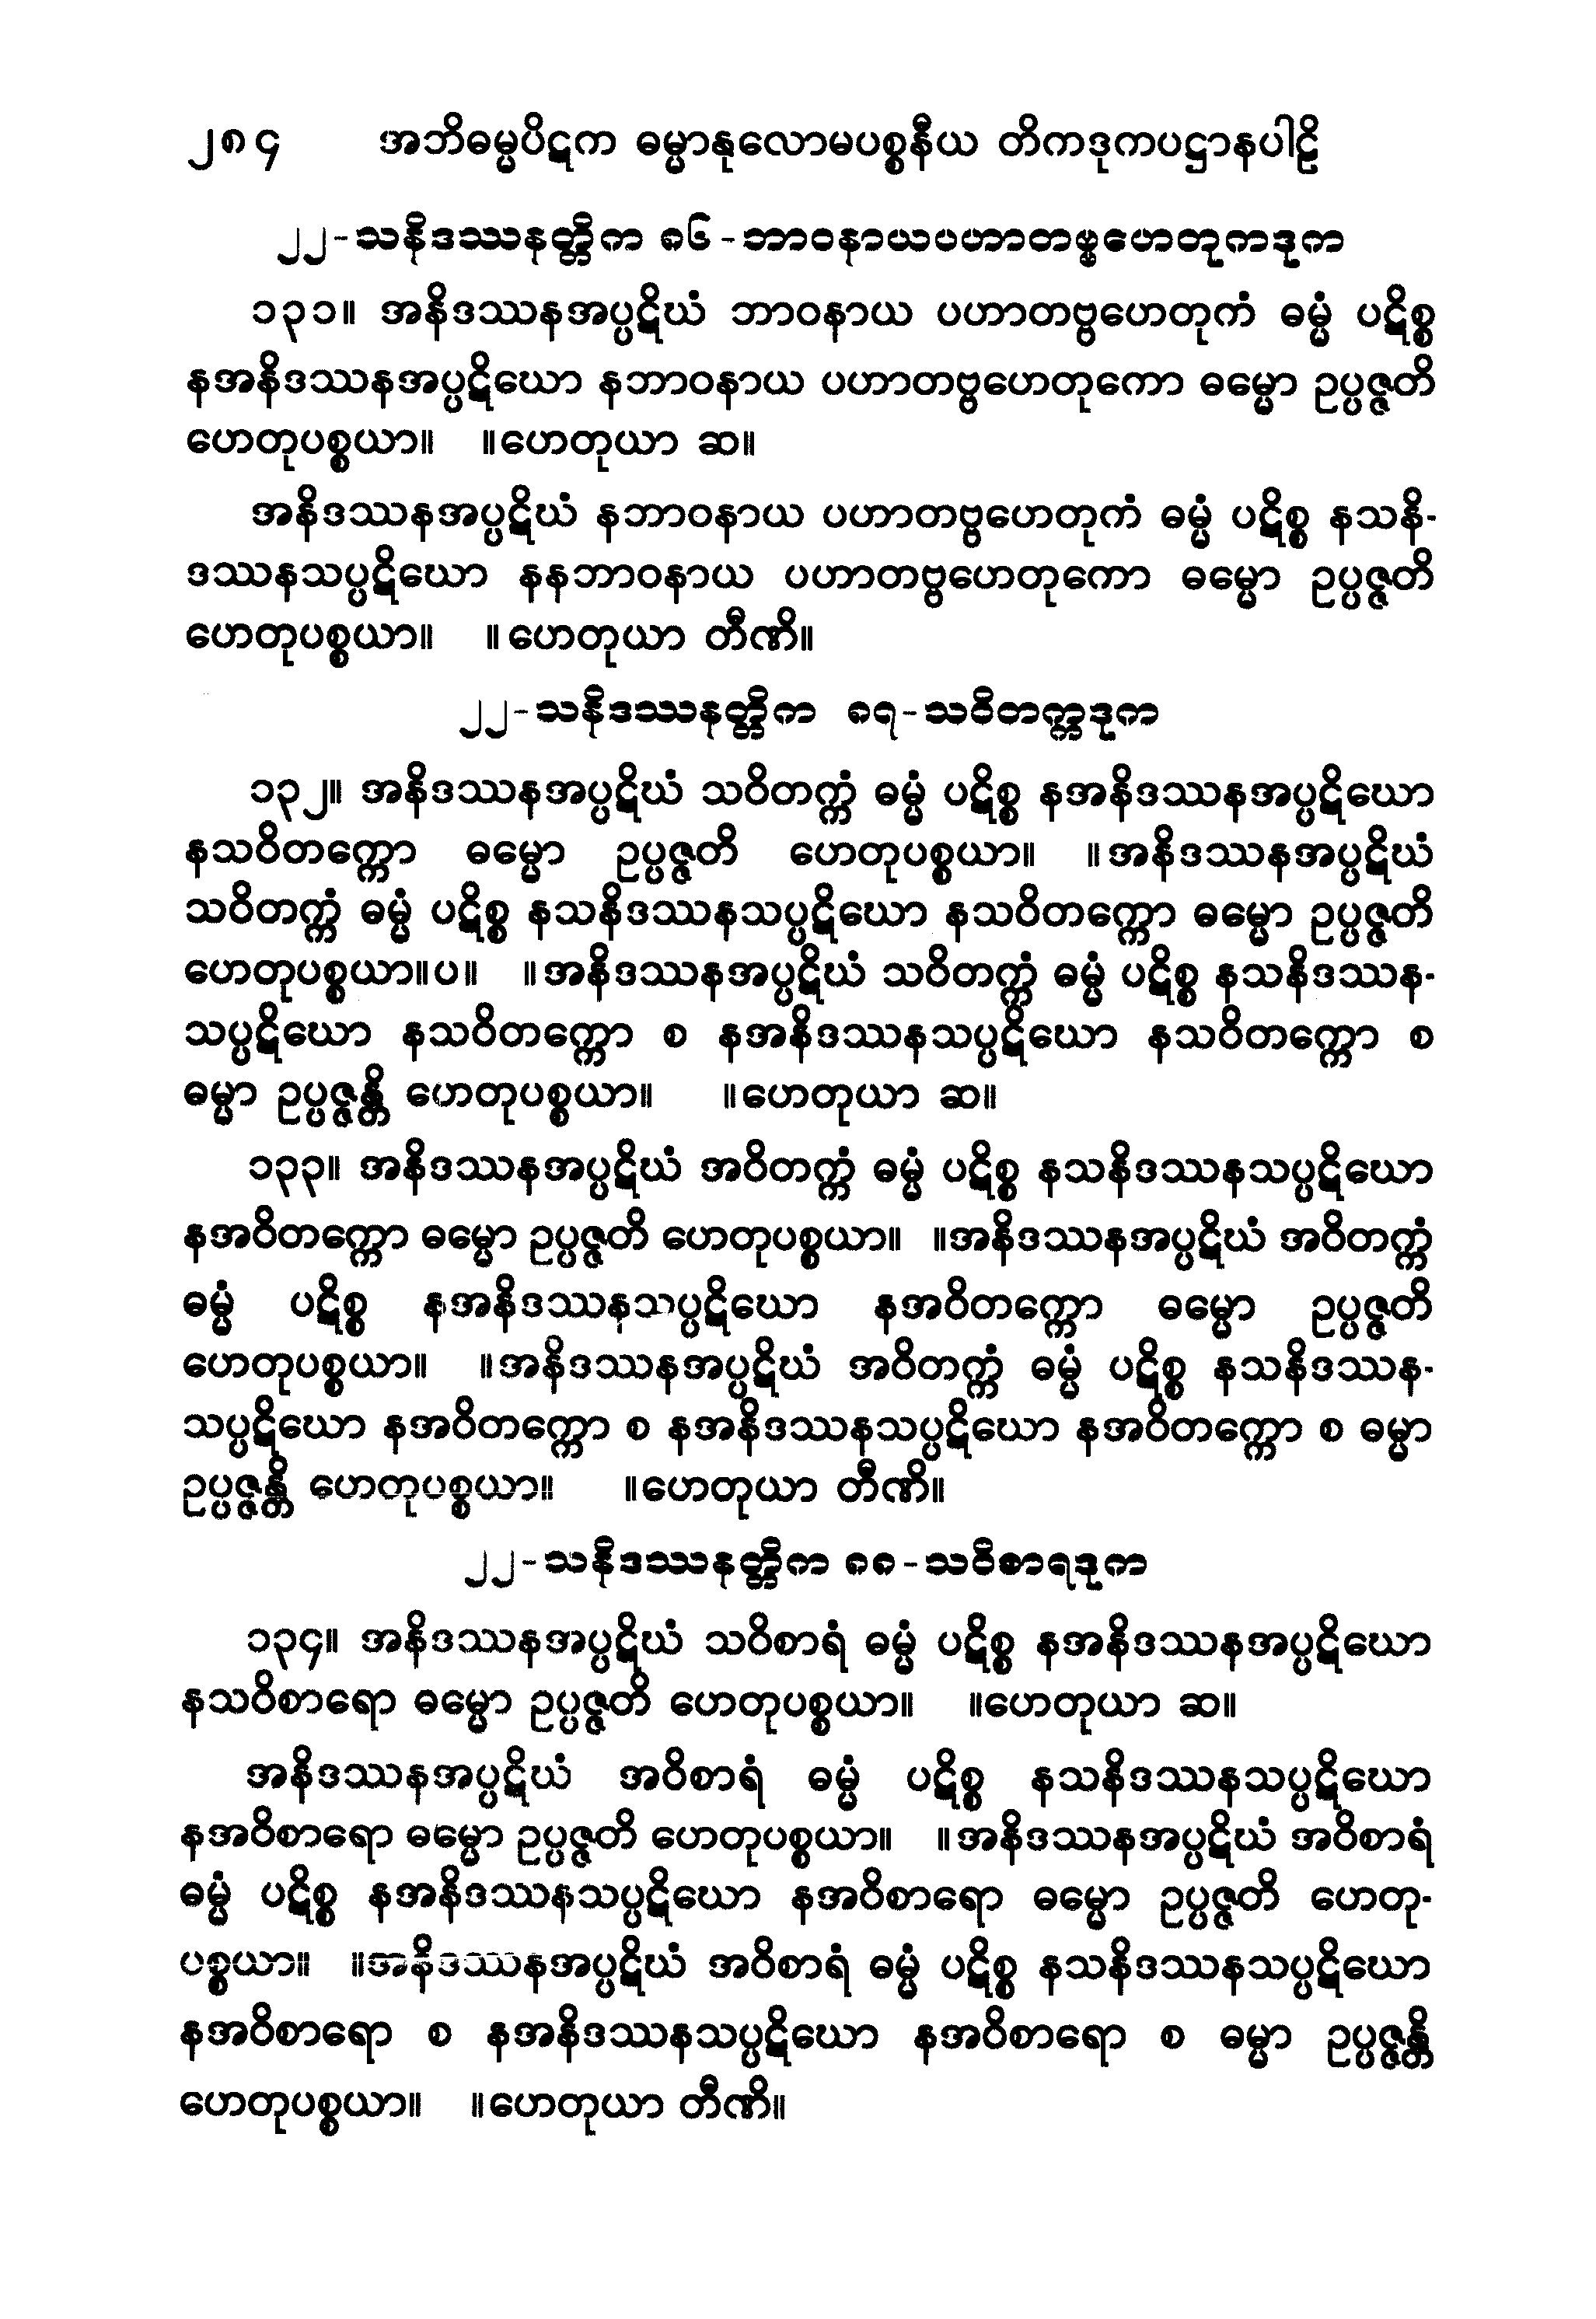 ၂၈၄ အဘိဓမ္မပိဋက ဓမ္မာနုလောမပစ္စနီယ တိကဒုကပဋ္ဌာနပါဠိ
၂၂-သနိဒဿနတ္တိက ၈၆-ဘာဝနာယပဟာတဗ္ဗဟေတုကဒုက
၁၃၁။ အနိဒဿနအပ္ပဋိဃံ ဘာဝနာယ ပဟာတဗ္ဗဟေတုကံ ဓမ္မံ ပဋိစ္စ
နအနိဒဿနအပ္ပဋိဃော နဘာဝနာယ ပဟာတဗ္ဗဟေတုကော ဓမ္မော ဥပ္ပဇ္ဇတိ
ဟေတုပစ္စယာ။ ။ဟေတုယာ ဆ။
အနိဒဿနအပ္ပဋိဃံ နဘာဝနာယ ပဟာတဗ္ဗဟေတုကံ ဓမ္မံ ပဋိစ္စ နသနိ-
ဒဿနသပ္ပဋိဃော နနဘာဝနာယ ပဟာတဗ္ဗဟေတုကော ဓမ္မော ဥပ္ပဇ္ဇတိ
ဟေတုပစ္စယာ။ ။ဟေတုယာ တီဏိ။
၂၂-သနိဒဿနတ္တိက ၈၇-သဝိတက္ကဒုက
၁၃၂။ အနိဒဿနအပ္ပဋိဃံ သဝိတက္ကံ ဓမ္မံ ပဋိစ္စ နအနိဒဿနအပ္ပဋိဃော
နသဝိတက္ကော ဓမ္မော ဥပ္ပဇ္ဇတိ ဟေတုပစ္စယာ။ ။အနိဒဿနအပ္ပဋိဃံ
သဝိတက္ကံ ဓမ္မံ ပဋိစ္စ နသနိဒဿနသပ္ပဋိဃော နသဝိတက္ကော ဓမ္မော ဥပ္ပဇ္ဇတိ
ဟေတုပစ္စယာ။ပ။ ။အနိဒဿနအပ္ပဋိဃံ သဝိတက္ကံ ဓမ္မံ ပဋိစ္စ နသနိဒဿန-
သပ္ပဋိဃော နသဝိတက္ကော စ နအနိဒဿနသပ္ပဋိဃော နသဝိတက္ကော စ
ဓမ္မာ ဥပ္ပဇ္ဇန္တိ ဟေတုပစ္စယာ။ ။ဟေတုယာ ဆ။
၁၃၃။ အနိဒဿနအပ္ပဋိဃံ အဝိတက္ကံ ဓမ္မံ ပဋိစ္စ နသနိဒဿနသပ္ပဋိဃော
နအဝိတက္ကော ဓမ္မော ဥပ္ပဇ္ဇတိ ဟေတုပစ္စယာ။ ။အနိဒဿနအပ္ပဋိဃံ အဝိတက္ကံ
ဓမ္မံ ပဋိစ္စ နအနိဒဿနသပ္ပဋိဃော နအဝိတက္ကော ဓမ္မော ဥပ္ပဇ္ဇတိ
ဟေတုပစ္စယာ။ ။အနိဒဿနအပ္ပဋိဃံ အဝိတက္ကံ ဓမ္မံ ပဋိစ္စ နသနိဒဿန-
သပ္ပဋိဃော နအဝိတက္ကော စ နအနိဒဿနသပ္ပဋိဃော နအဝိတက္ကော စ ဓမ္မာ
ဥပ္ပဇ္ဇန္တိ ဟေတုပစ္စယာ။ ။ဟေတုယာ တီဏိ။
၂၂-သနိဒဿနတ္တိက ၈၈-သဝိစာရဒုက
၁၃၄။ အနိဒဿနအပ္ပဋိဃံ သဝိစာရံ ဓမ္မံ ပဋိစ္စ နအနိဒဿနအပ္ပဋိဃော
နသဝိစာရော ဓမ္မော ဥပ္ပဇ္ဇတိ ဟေတုပစ္စယာ။ ။ဟေတုယာ ဆ။
အနိဒဿနအပ္ပဋိဃံ အဝိစာရံ ဓမ္မံ ပဋိစ္စ နသနိဒဿနသပ္ပဋိဃော
နအဝိစာရော ဓမ္မော ဥပ္ပဇ္ဇတိ ဟေတုပစ္စယာ။ ။အနိဒဿနအပ္ပဋိဃံ အဝိစာရံ
ဓမ္မံ ပဋိစ္စ နအနိဒဿနသပ္ပဋိဃော နအဝိစာရော ဓမ္မော ဥပ္ပဇ္ဇတိ ဟေတု-
ပစ္စယာ။ ။အနိဒဿနအပ္ပဋိဃံ အဝိစာရံ ဓမ္မံ ပဋိစ္စ နသနိဒဿနသပ္ပဋိဃော
နအဝိစာရော စ နအနိဒဿနသပ္ပဋိဃော နအဝိစာရော စ ဓမ္မာ ဥပ္ပဇ္ဇန္တိ
ဟေတုပစ္စယာ။ ။ဟေတုယာ တီဏိ။